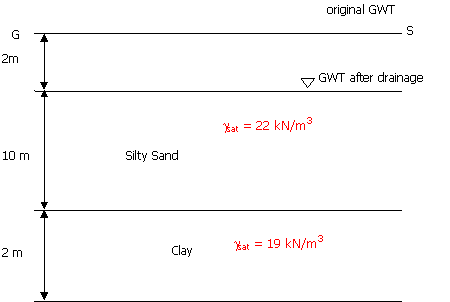 original GWT
G S
2m
GWT after drainage
γsat = 22 kN/m³
10 m Silty Sand
γsat = 19 kN/m³
2 m Clay